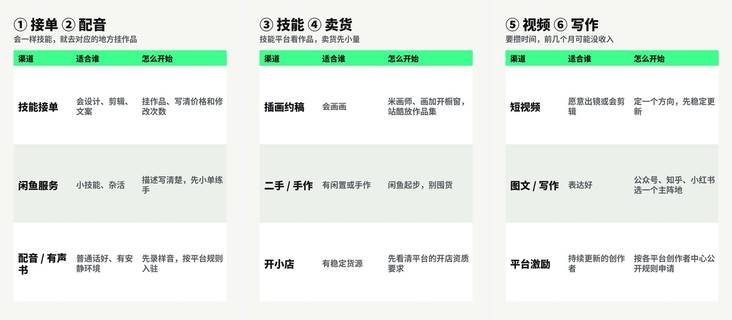 ① 接单 ② 配音
会一样技能，就去对应的地方挂作品
渠道 适合谁 怎么开始
技能接单 会设计、剪辑、文案 挂作品、写清价格和修改次数
闲鱼服务 小技能、杂活 描述写清楚，先小单练手
配音 / 有声书 普通话好、有安静环境 先录样音，按平台规则入驻
③ 技能 ④ 卖货
技能平台看作品，卖货先小量
渠道 适合谁 怎么开始
插画约稿 会画画 米画师、画加开橱窗，站酷放作品集
二手 / 手作 有闲置或手作 闲鱼起步，别囤货
开小店 有稳定货源 先看清平台的开店资质要求
⑤ 视频 ⑥ 写作
要攒时间，前几个月可能没收入
渠道 适合谁 怎么开始
短视频 愿意出镜或会剪辑 定一个方向，先稳定更新
图文 / 写作 表达好 公众号、知乎、小红书选一个主阵地
平台激励 持续更新的创作者 按各平台创作者中心公开规则申请